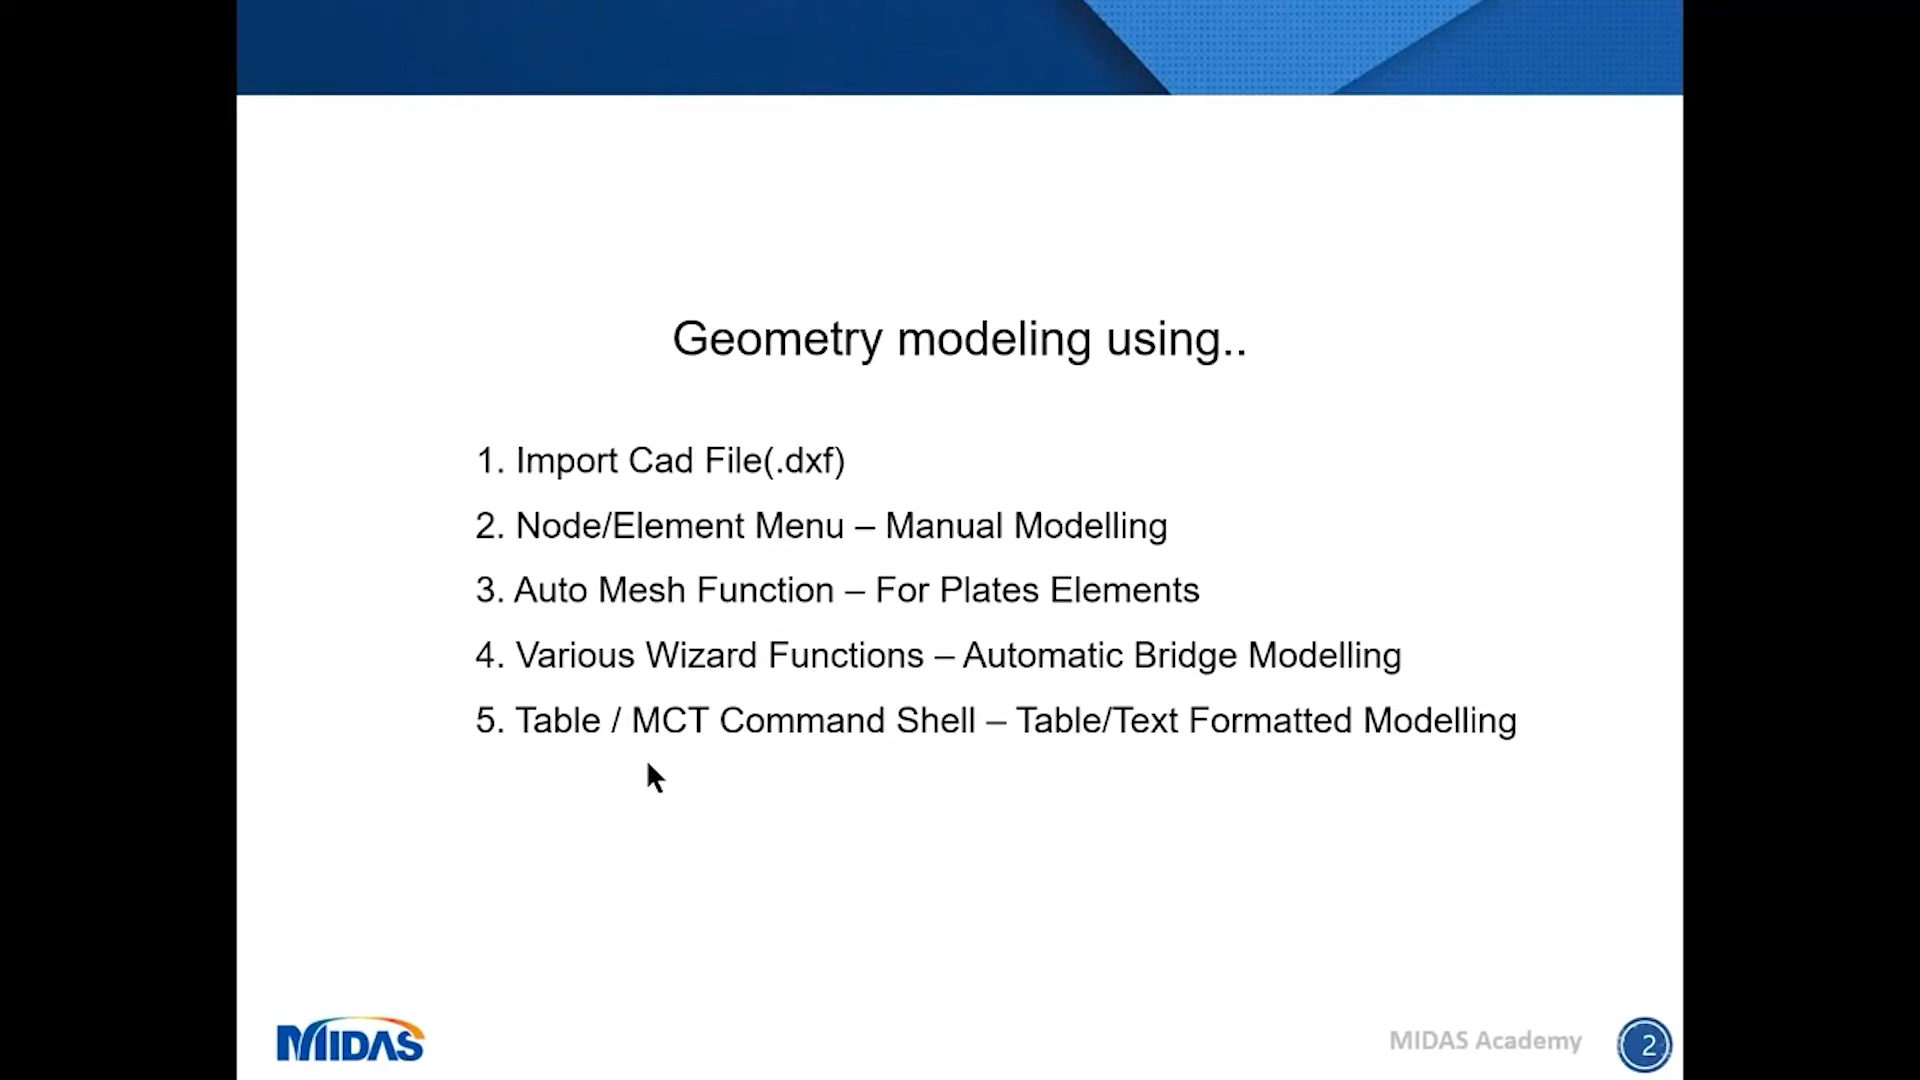 Geometry modeling using..
1. Import Cad File(.dxf)
2. Node/Element Menu – Manual Modelling
3. Auto Mesh Function – For Plates Elements
4. Various Wizard Functions – Automatic Bridge Modelling
5. Table / MCT Command Shell – Table/Text Formatted Modelling
MIDAS
MIDAS Academy
2